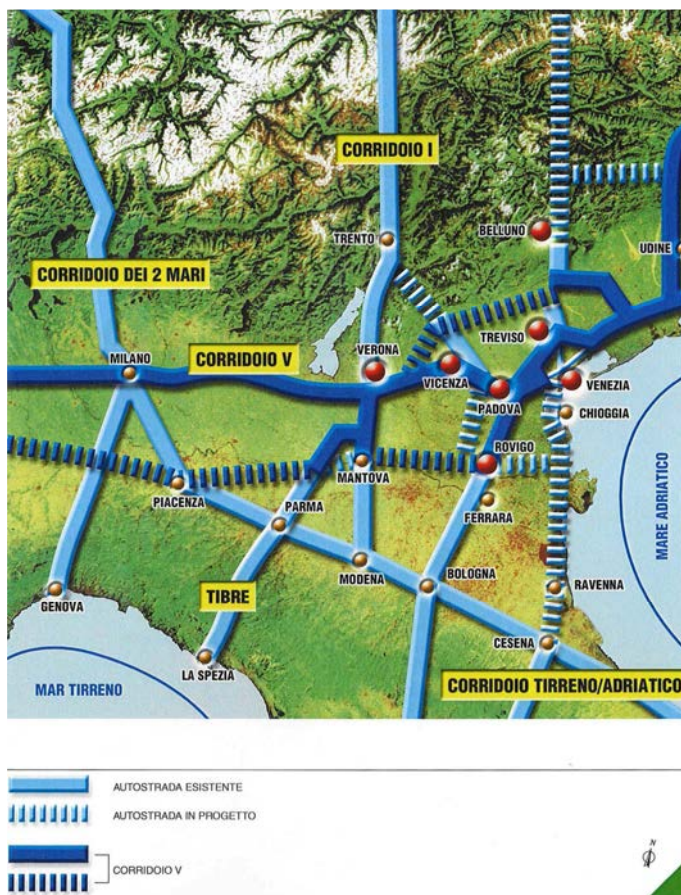 CORRIDOIO I
TRENTO
BELLUNO
UDINE
CORRIDOIO DEI 2 MARI
MILANO
CORRIDOIO V
VERONA
VICENZA
TREVISO
PADOVA
VENEZIA
CHIOGGIA
ROVIGO
MANTOVA
PIACENZA
PARMA
FERRARA
MARE ADRIATICO
MODENA
BOLOGNA
RAVENNA
GENOVA
TIBRE
CESENA
LA SPEZIA
MAR TIRRENO
CORRIDOIO TIRRENO/ADRIATICO
AUTOSTRADA ESISTENTE
AUTOSTRADA IN PROGETTO
CORRIDOIO V
N